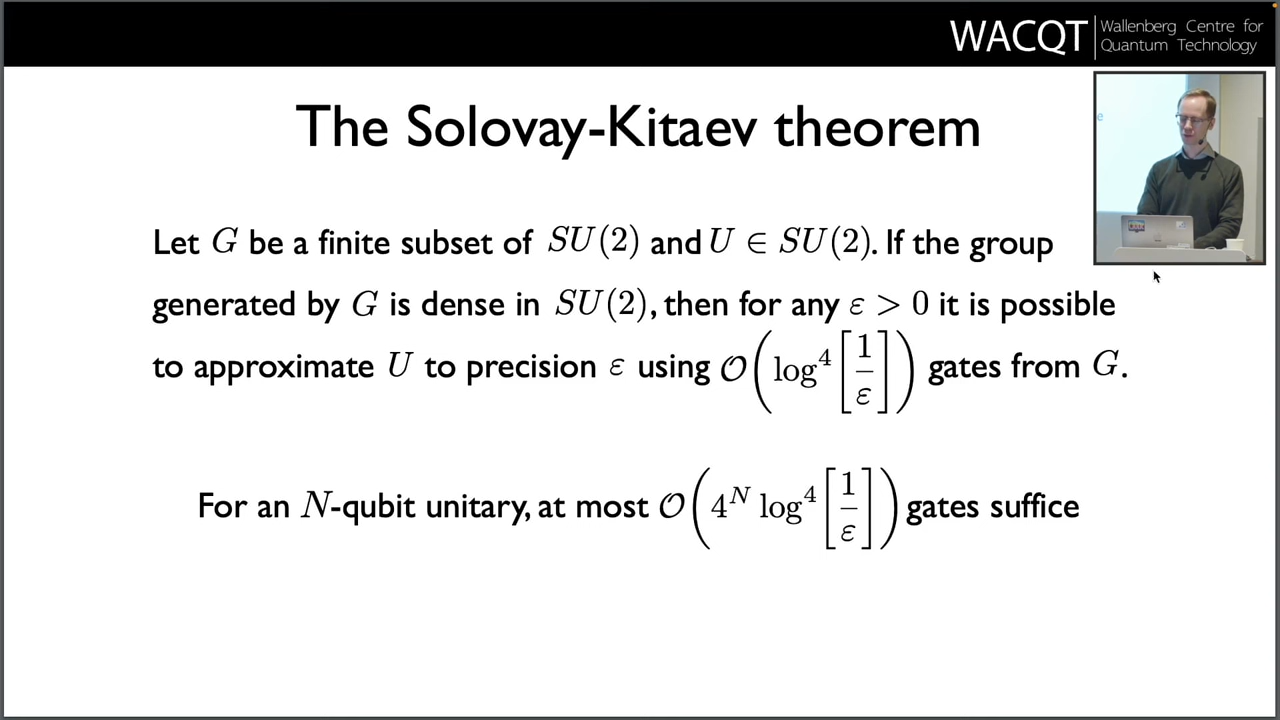 WACQT
Wallenberg Centre for
Quantum Technology
The Solovay-Kitaev theorem
Let G be a finite subset of SU(2) and U ∈ SU(2). If the group
generated by G is dense in SU(2), then for any ε > 0 it is possible
to approximate U to precision ε using O(log⁴[1/ε]) gates from G.
For an N-qubit unitary, at most O(4ᴺ log⁴[1/ε]) gates suffice